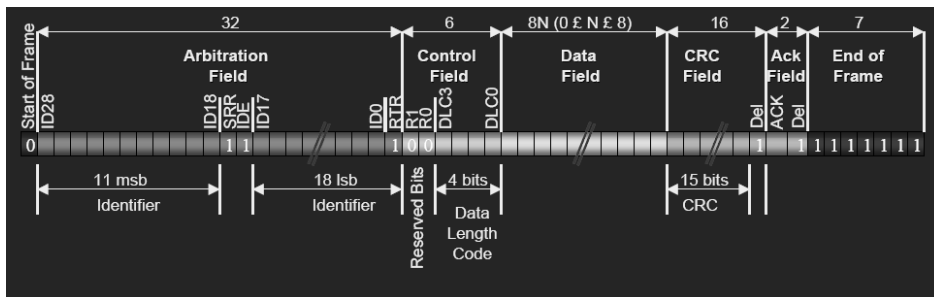 32 6 8N (0 £ N £ 8) 16 2 7
Start of Frame
Arbitration Field
Control Field
Data Field
CRC Field
Ack Field
End of Frame
ID28 ID18 SRR IDE ID17 ID0 RTR R1 R0 DLC3 DLC0 Del ACK Del
0 1 1 1 0 0 1 1 1 1 1 1 1 1 1
11 msb 18 lsb 4 bits 15 bits
Identifier Identifier CRC
Reserved Bits
Data
Length
Code